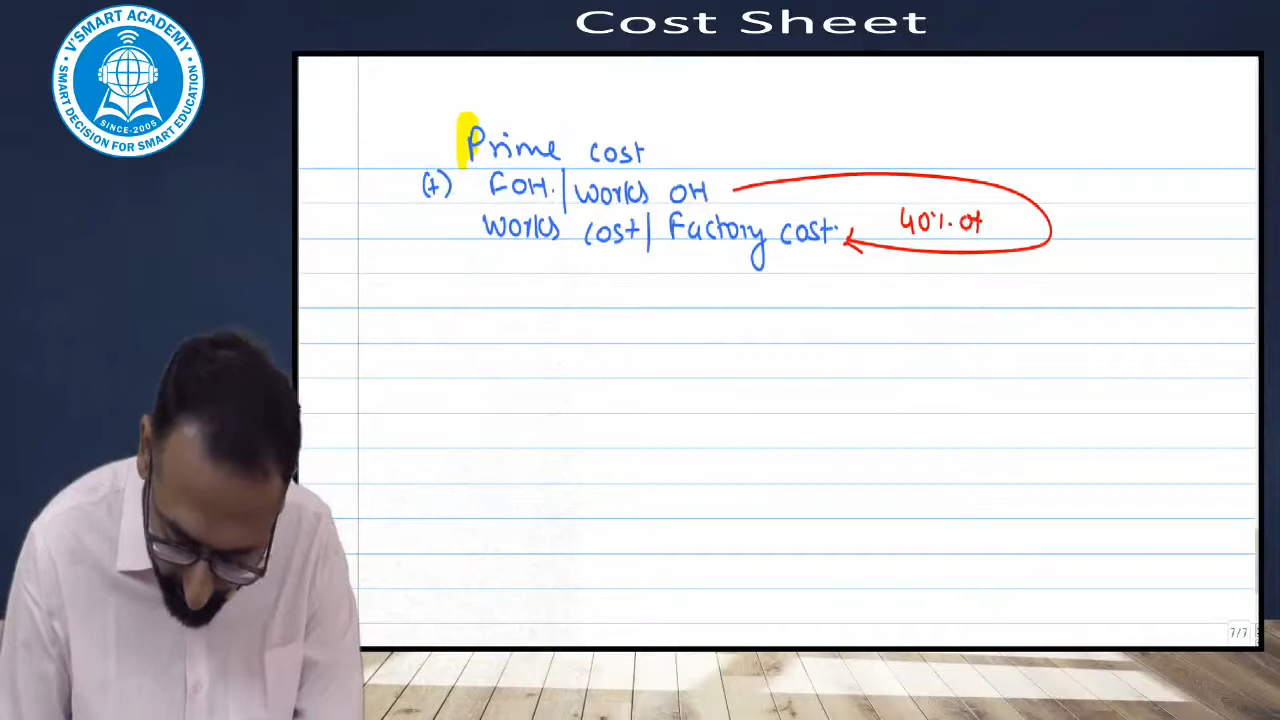 Cost Sheet
V'SMART ACADEMY
SMART DECISION FOR SMART EDUCATION
SINCE-2005
Prime cost
(+) FOH. | Works OH
Works cost | Factory cost.
40% of
7/7